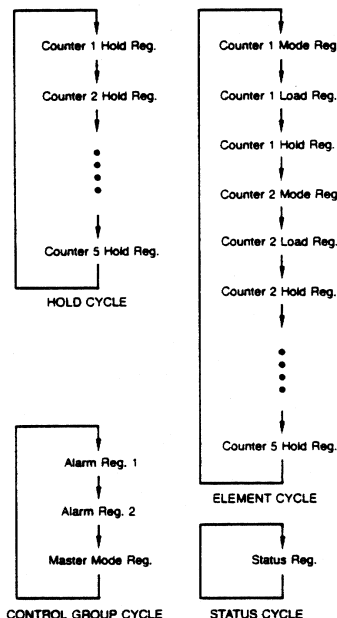 Counter 1 Hold Reg.
Counter 2 Hold Reg.
Counter 5 Hold Reg.
HOLD CYCLE
Counter 1 Mode Reg.
Counter 1 Load Reg.
Counter 1 Hold Reg.
Counter 2 Mode Reg.
Counter 2 Load Reg.
Counter 2 Hold Reg.
Counter 5 Hold Reg.
ELEMENT CYCLE
Alarm Reg. 1
Alarm Reg. 2
Master Mode Reg.
CONTROL GROUP CYCLE
Status Reg.
STATUS CYCLE